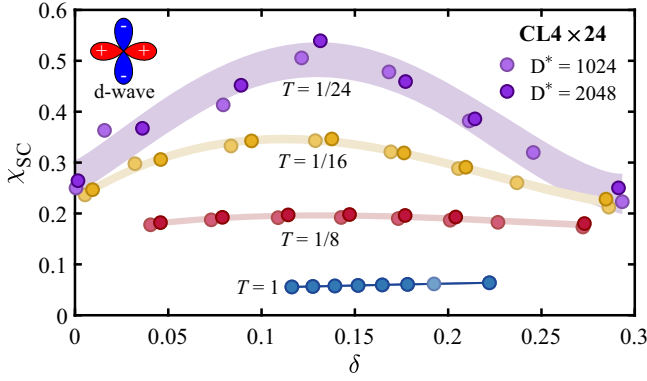 CL4 × 24
D* = 1024
D* = 2048
+ - + -
d-wave
T = 1/24
T = 1/16
T = 1/8
T = 1
χSC
0.6
0.5
0.4
0.3
0.2
0.1
0
0 0.05 0.1 0.15 0.2 0.25 0.3
δ